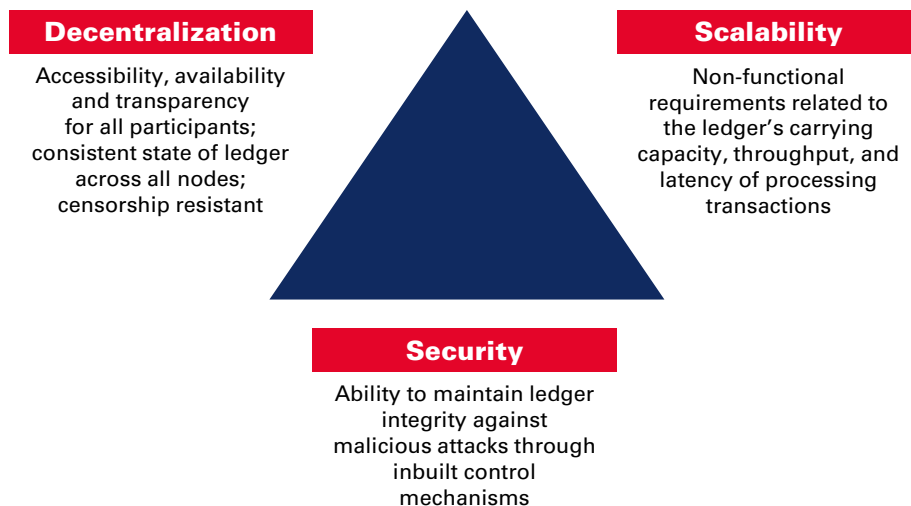 Decentralization
Accessibility, availability
and transparency
for all participants;
consistent state of ledger
across all nodes;
censorship resistant
Scalability
Non-functional
requirements related to
the ledger’s carrying
capacity, throughput, and
latency of processing
transactions
Security
Ability to maintain ledger
integrity against
malicious attacks through
inbuilt control
mechanisms